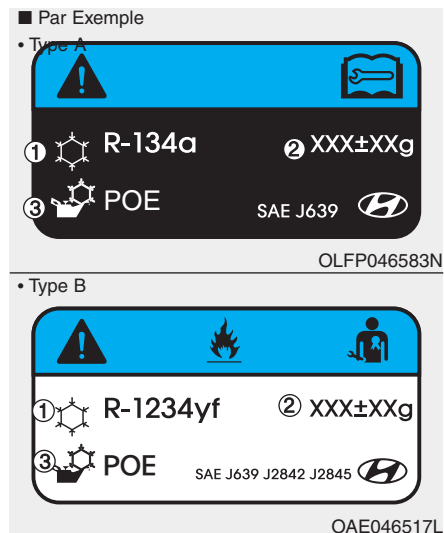 ■ Par Exemple
• Type A
① R-134a ② XXX±XXg
③ POE SAE J639
OLFP046583N
• Type B
① R-1234yf ② XXX±XXg
③ POE SAE J639 J2842 J2845
OAE046517L